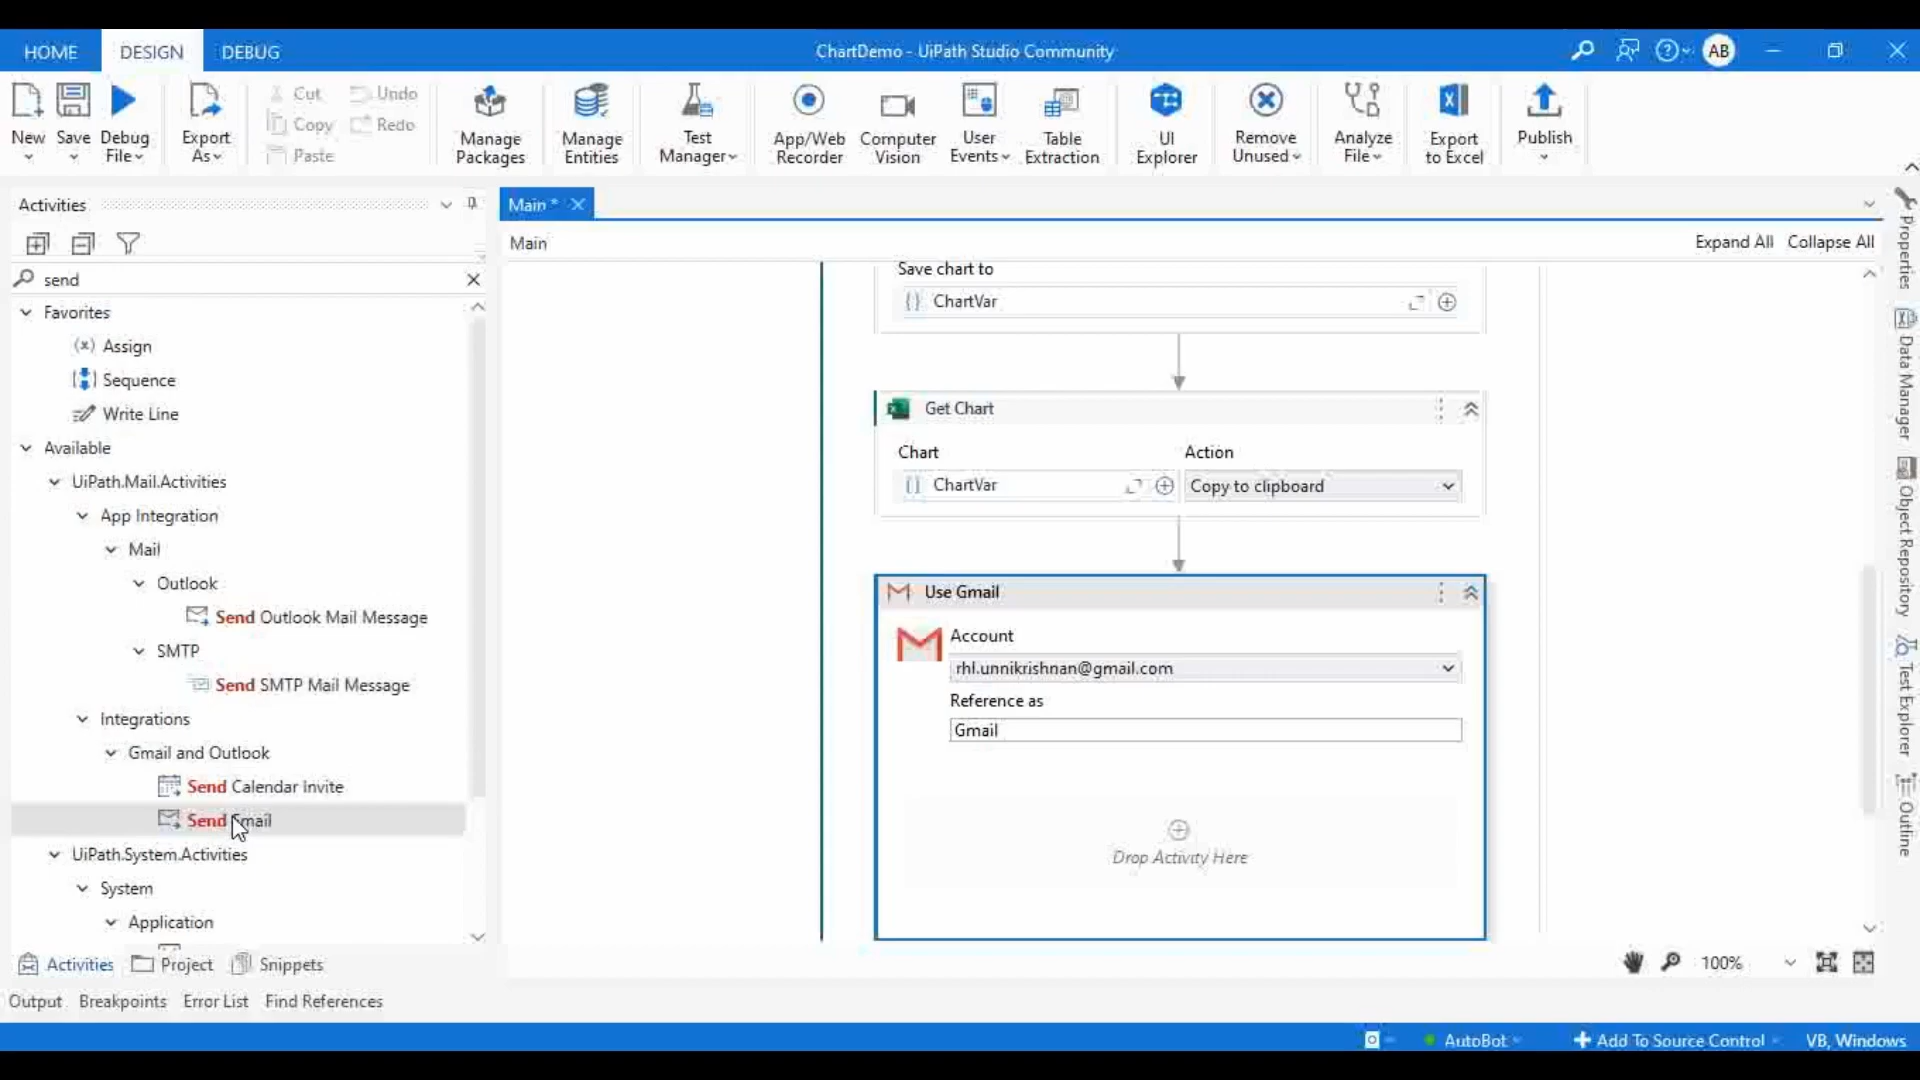 HOME DESIGN DEBUG ChartDemo - UiPath Studio Community AB
New Save Debug File Export As Cut Copy Paste Undo Redo Manage Packages Manage Entities Test Manager App/Web Recorder Computer Vision User Events Table Extraction UI Explorer Remove Unused Analyze File Export to Excel Publish
Activities
Main *
Main
Expand All Collapse All
send
Favorites
Assign
Sequence
Write Line
Available
UiPath.Mail.Activities
App Integration
Mail
Outlook
Send Outlook Mail Message
SMTP
Send SMTP Mail Message
Integrations
Gmail and Outlook
Send Calendar Invite
Send Email
UiPath.System.Activities
System
Application
Save chart to
ChartVar
Get Chart
Chart Action
ChartVar Copy to clipboard
Use Gmail
Account
rhl.unnikrishnan@gmail.com
Reference as
Gmail
Drop Activity Here
Properties
Data Manager
Object Repository
Test Explorer
Outline
Activities Project Snippets
100%
Output Breakpoints Error List Find References
AutoBot Add To Source Control VB, Windows